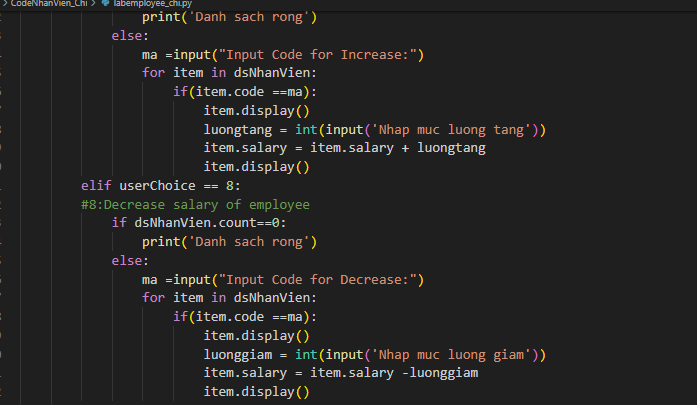 > CodeNhanVien_Chi > labemployee_chi.py
print('Danh sach rong')
else:
ma =input("Input Code for Increase:")
for item in dsNhanVien:
if(item.code ==ma):
item.display()
luongtang = int(input('Nhap muc luong tang'))
item.salary = item.salary + luongtang
item.display()
elif userChoice == 8:
#8:Decrease salary of employee
if dsNhanVien.count==0:
print('Danh sach rong')
else:
ma =input("Input Code for Decrease:")
for item in dsNhanVien:
if(item.code ==ma):
item.display()
luonggiam = int(input('Nhap muc luong giam'))
item.salary = item.salary -luonggiam
item.display()